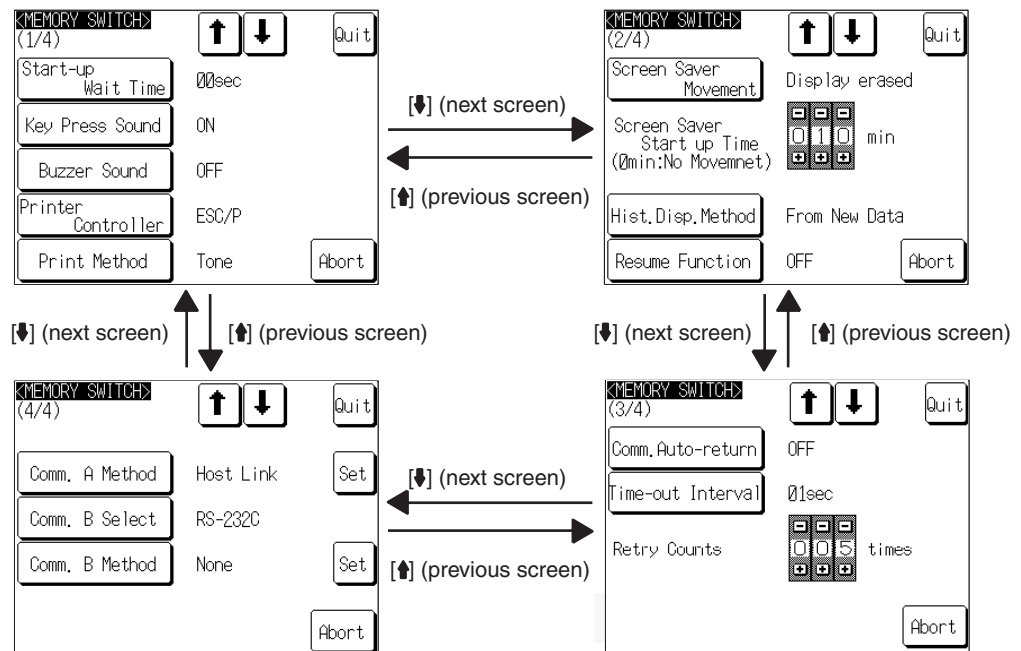 <MEMORY SWITCH>
(1/4)
Quit
Start-up
Wait Time
00sec
Key Press Sound
ON
Buzzer Sound
OFF
Printer
Controller
ESC/P
Print Method
Tone
Abort
[⬇] (next screen)
[⬆] (previous screen)
<MEMORY SWITCH>
(2/4)
Quit
Screen Saver
Movement
Display erased
Screen Saver
Start up Time
(0min:No Movemnet)
010 min
Hist.Disp.Method
From New Data
Resume Function
OFF
Abort
[⬇] (next screen)
[⬆] (previous screen)
[⬇] (next screen)
[⬆] (previous screen)
<MEMORY SWITCH>
(4/4)
Quit
Comm. A Method
Host Link
Set
Comm. B Select
RS-232C
Comm. B Method
None
Set
Abort
[⬇] (next screen)
[⬆] (previous screen)
<MEMORY SWITCH>
(3/4)
Quit
Comm.Auto-return
OFF
Time-out Interval
01sec
Retry Counts
005 times
Abort